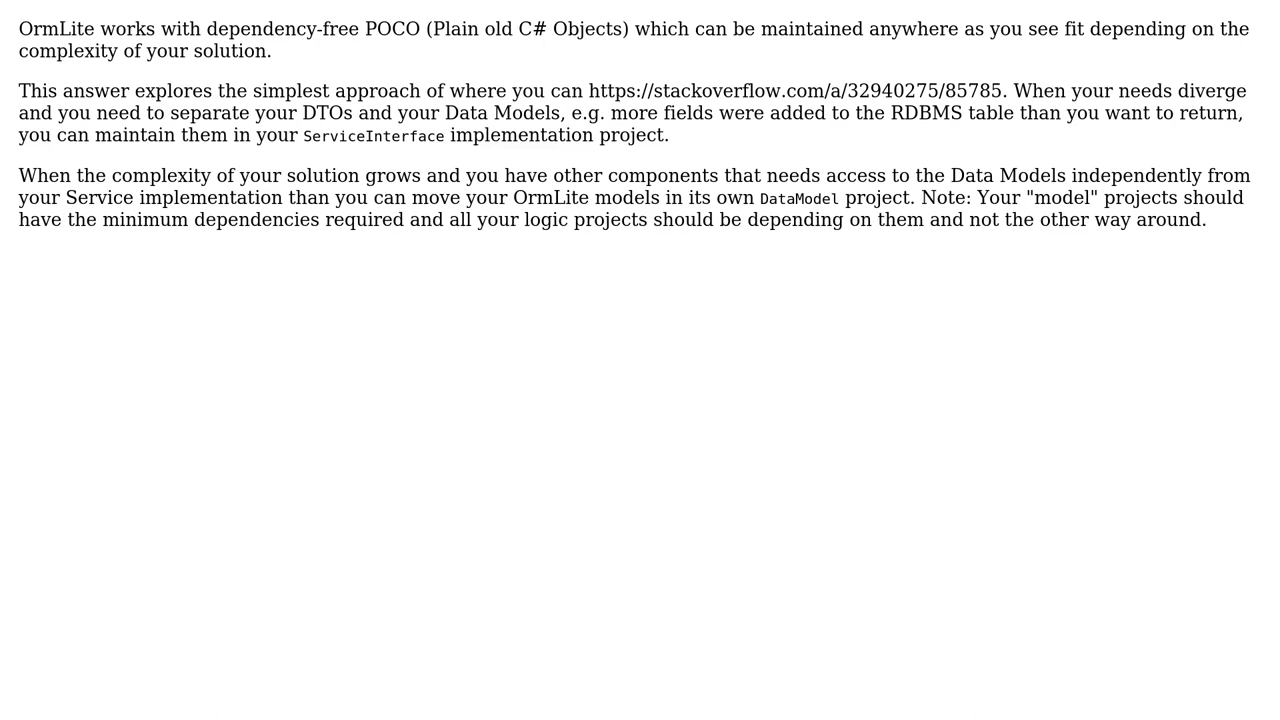 OrmLite works with dependency-free POCO (Plain old C# Objects) which can be maintained anywhere as you see fit depending on the
complexity of your solution.
This answer explores the simplest approach of where you can https://stackoverflow.com/a/32940275/85785. When your needs diverge
and you need to separate your DTOs and your Data Models, e.g. more fields were added to the RDBMS table than you want to return,
you can maintain them in your ServiceInterface implementation project.
When the complexity of your solution grows and you have other components that needs access to the Data Models independently from
your Service implementation than you can move your OrmLite models in its own DataModel project. Note: Your "model" projects should
have the minimum dependencies required and all your logic projects should be depending on them and not the other way around.